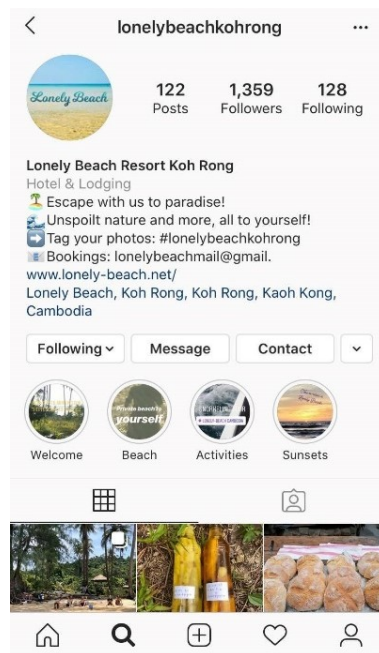 lonelybeachkohrong
Lonely Beach
122
1,359
128
Posts
Followers
Following
Lonely Beach Resort Koh Rong
Hotel & Lodging
Escape with us to paradise!
Unspoilt nature and more, all to yourself!
Tag your photos: #lonelybeachkohrong
Bookings: lonelybeachmail@gmail.
www.lonely-beach.net/
Lonely Beach, Koh Rong, Koh Rong, Kaoh Kong,
Cambodia
Following
Message
Contact
Private beach to
yourself
Welcome
Beach
Activities
Sunsets